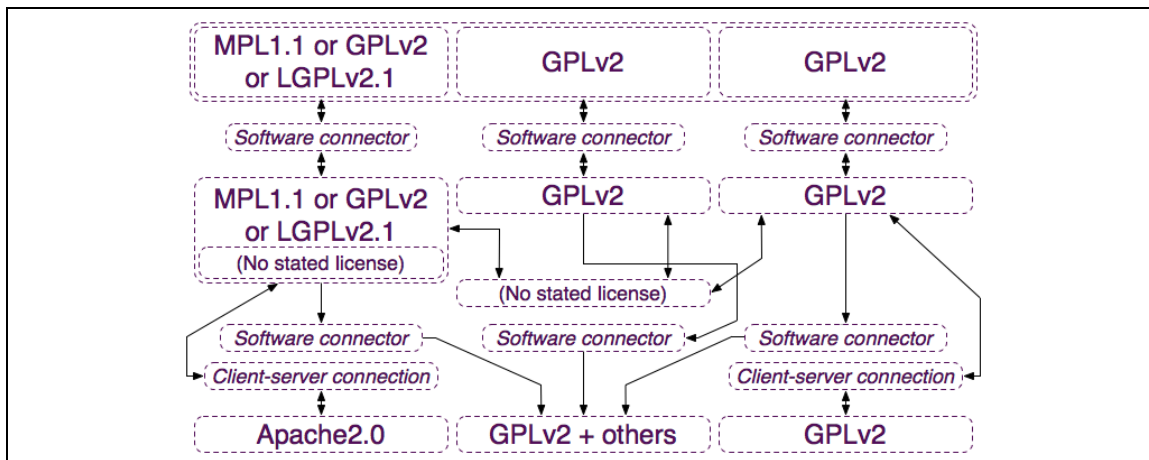 MPL1.1 or GPLv2
or LGPLv2.1
GPLv2
GPLv2
Software connector
Software connector
Software connector
MPL1.1 or GPLv2
or LGPLv2.1
(No stated license)
GPLv2
GPLv2
(No stated license)
Software connector
Software connector
Software connector
Client-server connection
Client-server connection
Apache2.0
GPLv2 + others
GPLv2